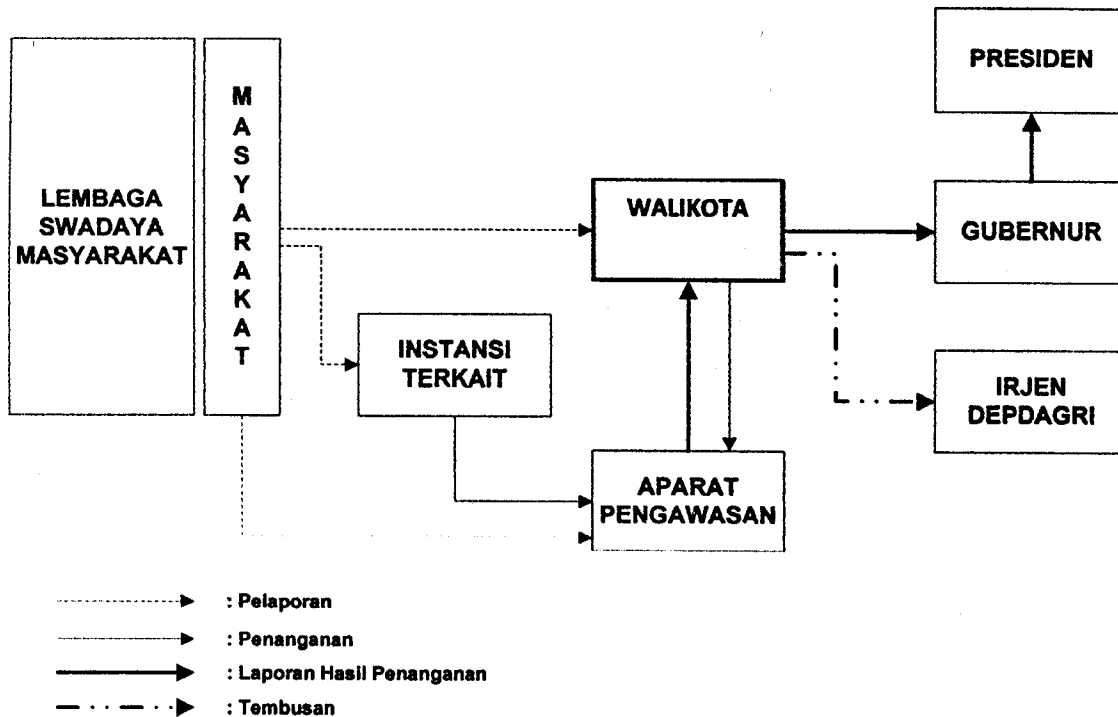 LEMBAGA
SWADAYA
MASYARAKAT
M
A
S
Y
A
R
A
K
A
T
INSTANSI
TERKAIT
WALIKOTA
APARAT
PENGAWASAN
PRESIDEN
GUBERNUR
IRJEN
DEPDAGRI
: Pelaporan
: Penanganan
: Laporan Hasil Penanganan
: Tembusan